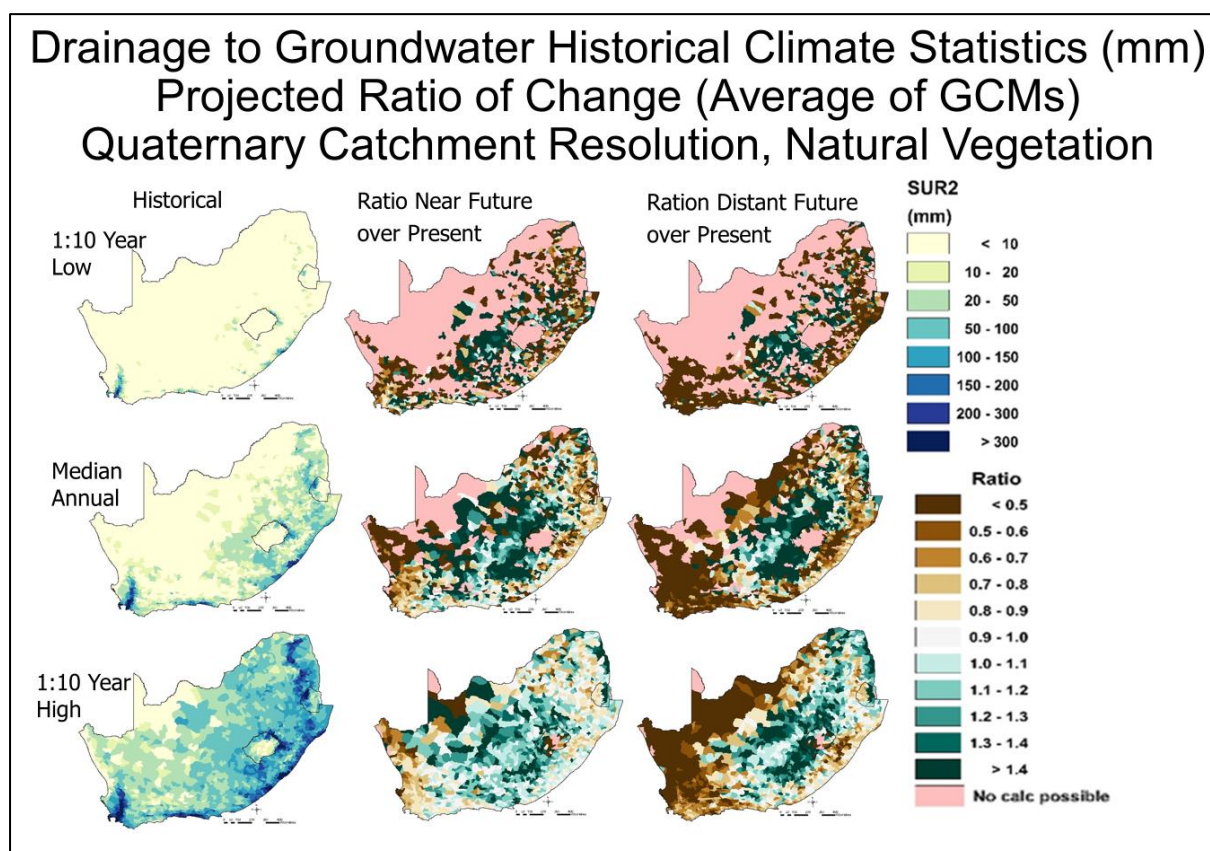 Drainage to Groundwater Historical Climate Statistics (mm)
Projected Ratio of Change (Average of GCMs)
Quaternary Catchment Resolution, Natural Vegetation
Historical
Ratio Near Future
over Present
Ration Distant Future
over Present
1:10 Year
Low
Median
Annual
1:10 Year
High
SUR2
(mm)
< 10
10 - 20
20 - 50
50 - 100
100 - 150
150 - 200
200 - 300
> 300
Ratio
< 0.5
0.5 - 0.6
0.6 - 0.7
0.7 - 0.8
0.8 - 0.9
0.9 - 1.0
1.0 - 1.1
1.1 - 1.2
1.2 - 1.3
1.3 - 1.4
> 1.4
No calc possible